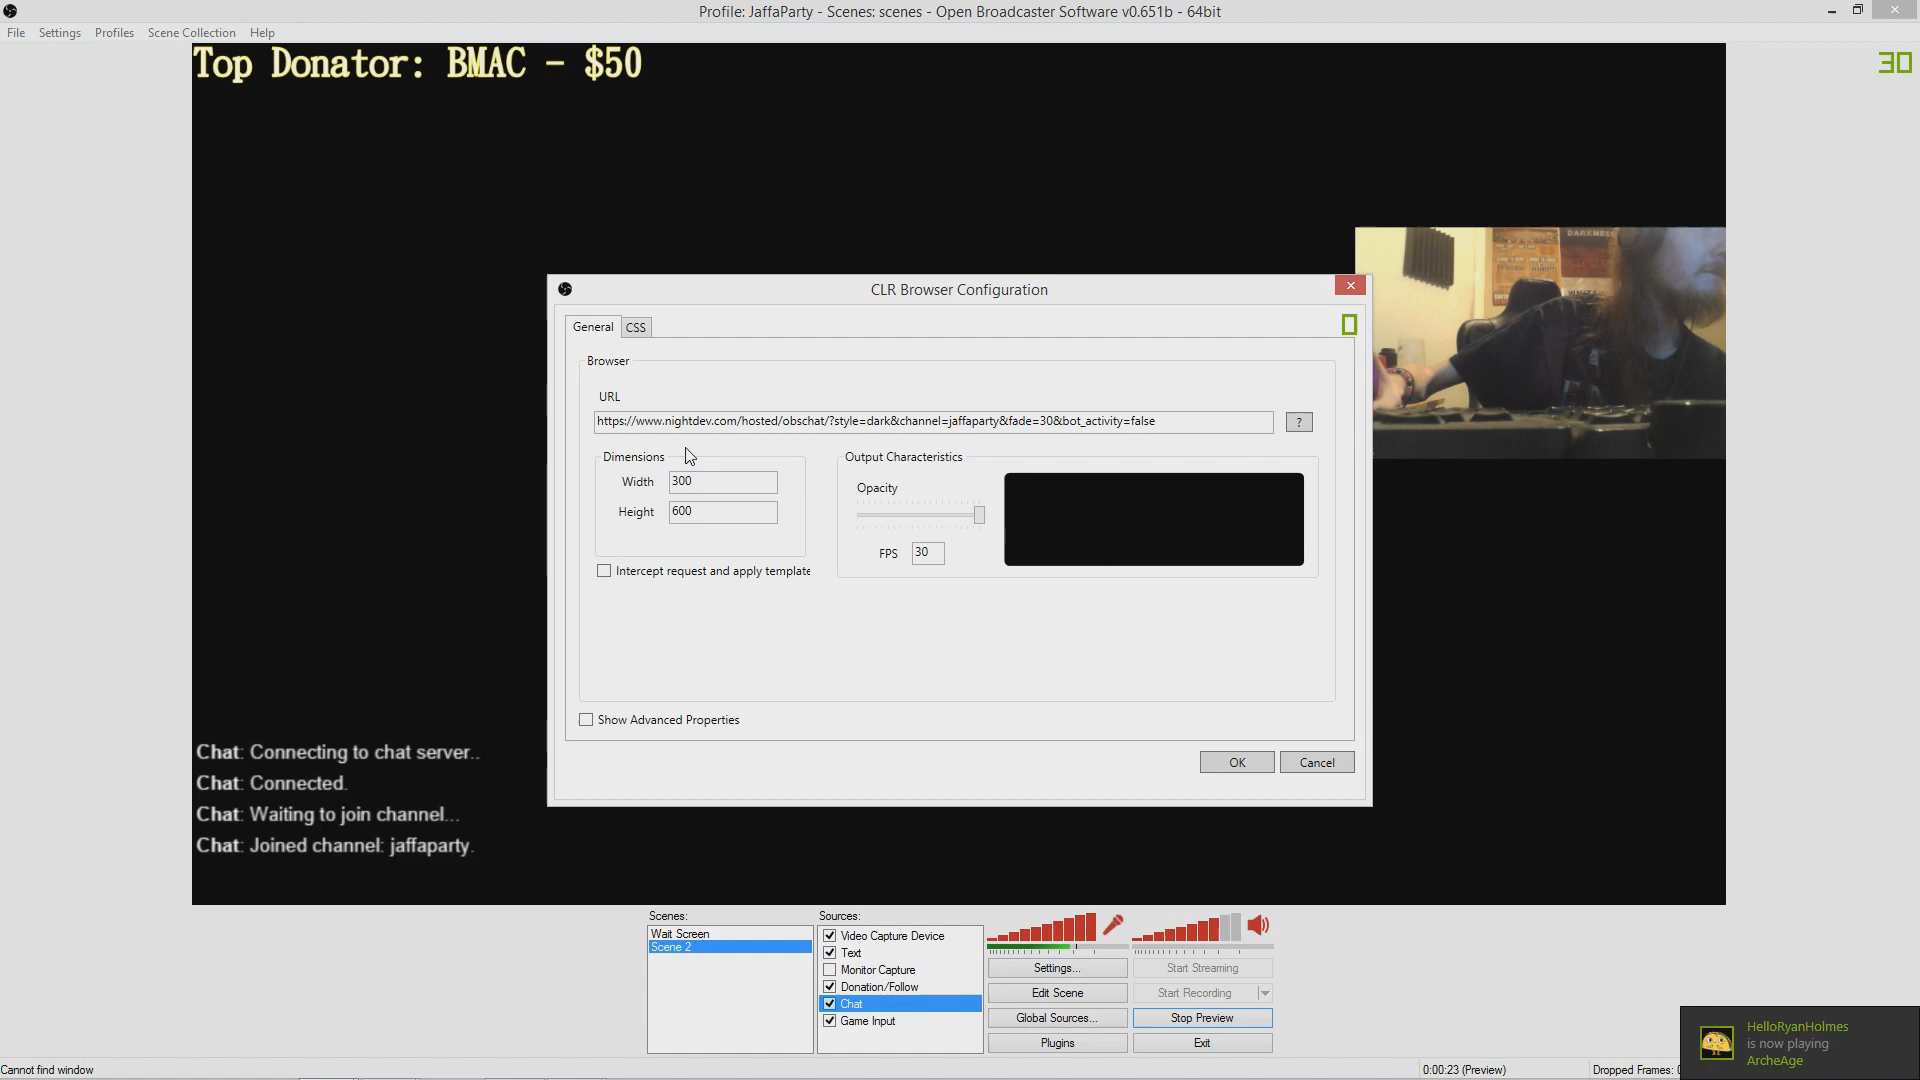 Profile: JaffaParty - Scenes: scenes - Open Broadcaster Software v0.651b - 64bit
File Settings Profiles Scene Collection Help
Top Donator: BMAC - $50
30
DARKNESS
CLR Browser Configuration
General CSS
0
Browser
URL
https://www.nightdev.com/hosted/obschat/?style=dark&channel=jaffaparty&fade=30&bot_activity=false
?
Dimensions
Width 300
Height 600
Intercept request and apply template
Output Characteristics
Opacity
FPS 30
Show Advanced Properties
OK Cancel
Chat: Connecting to chat server..
Chat: Connected.
Chat: Waiting to join channel...
Chat: Joined channel: jaffaparty.
Scenes:
Wait Screen
Scene 2
Sources:
Video Capture Device
Text
Monitor Capture
Donation/Follow
Chat
Game Input
Settings... Start Streaming
Edit Scene Start Recording
Global Sources... Stop Preview
Plugins Exit
HelloRyanHolmes
is now playing
ArcheAge
Cannot find window
0:00:23 (Preview)
Dropped Frames: